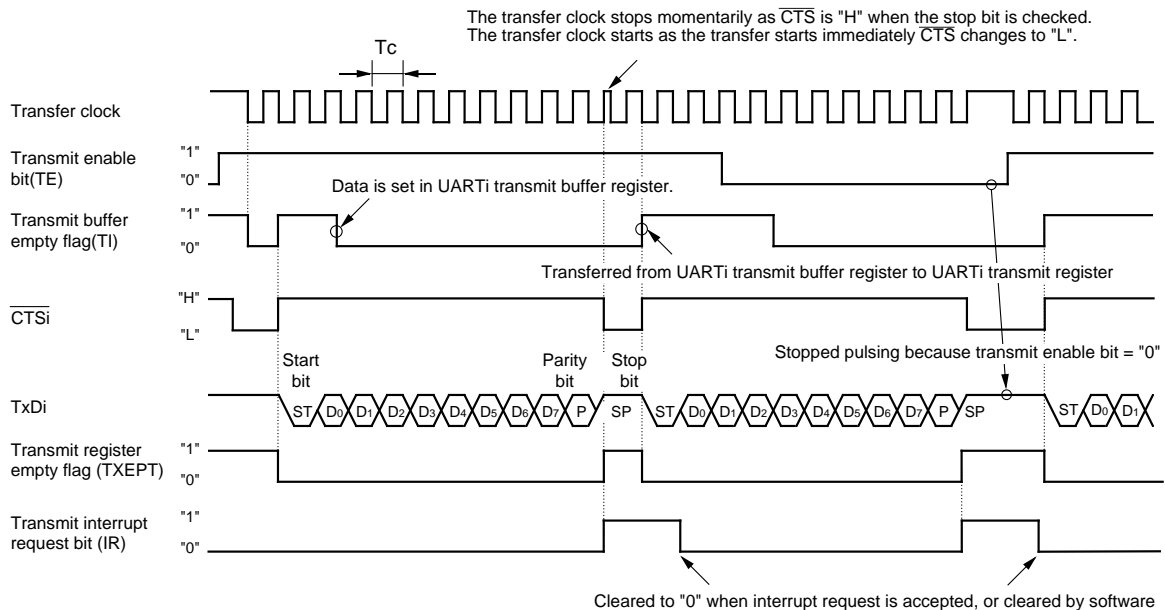 The transfer clock stops momentarily as CTS is "H" when the stop bit is checked.
The transfer clock starts as the transfer starts immediately CTS changes to "L".
Tc
Transfer clock
Transmit enable
bit(TE)
"1"
"0"
Data is set in UARTi transmit buffer register.
Transmit buffer
empty flag(TI)
"1"
"0"
Transferred from UARTi transmit buffer register to UARTi transmit register
CTSi
"H"
"L"
Stopped pulsing because transmit enable bit = "0"
Start
bit
Parity
bit
Stop
bit
TxDi
ST D0 D1 D2 D3 D4 D5 D6 D7 P SP ST D0 D1 D2 D3 D4 D5 D6 D7 P SP ST D0 D1
Transmit register
empty flag (TXEPT)
"1"
"0"
Transmit interrupt
request bit (IR)
"1"
"0"
Cleared to "0" when interrupt request is accepted, or cleared by software